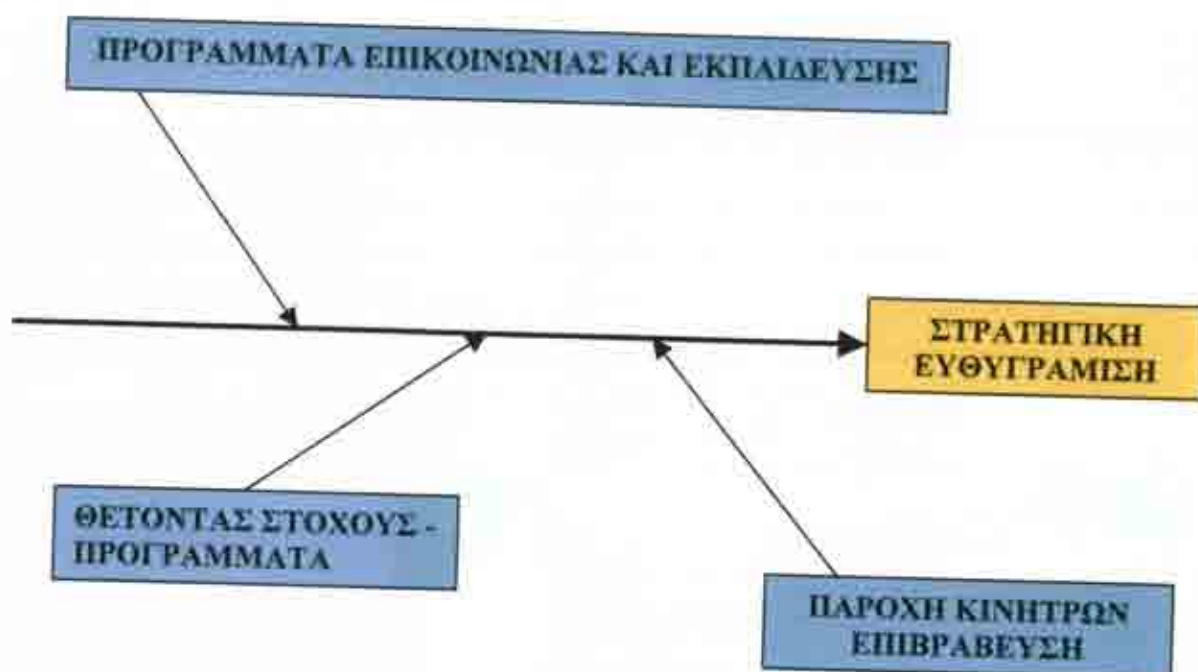 ΠΡΟΓΡΑΜΜΑΤΑ ΕΠΙΚΟΙΝΩΝΙΑΣ ΚΑΙ ΕΚΠΑΙΔΕΥΣΗΣ
ΣΤΡΑΤΗΓΙΚΗ
ΕΥΘΥΓΡΑΜΙΣΗ
ΘΕΤΟΝΤΑΣ ΣΤΟΧΟΥΣ -
ΠΡΟΓΡΑΜΜΑΤΑ
ΠΑΡΟΧΗ ΚΙΝΗΤΡΩΝ
ΕΠΙΒΡΑΒΕΥΣΗ